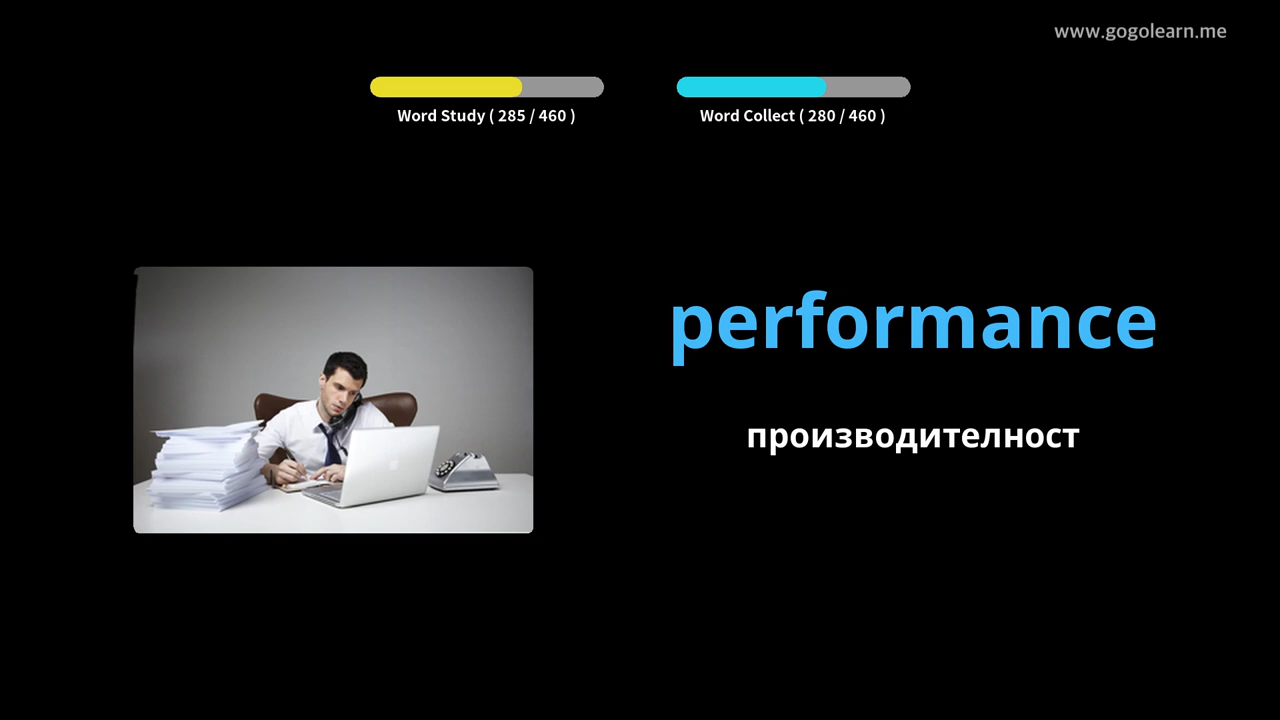 www.gogolearn.me
Word Study ( 285 / 460 )
Word Collect ( 280 / 460 )
performance
производителност